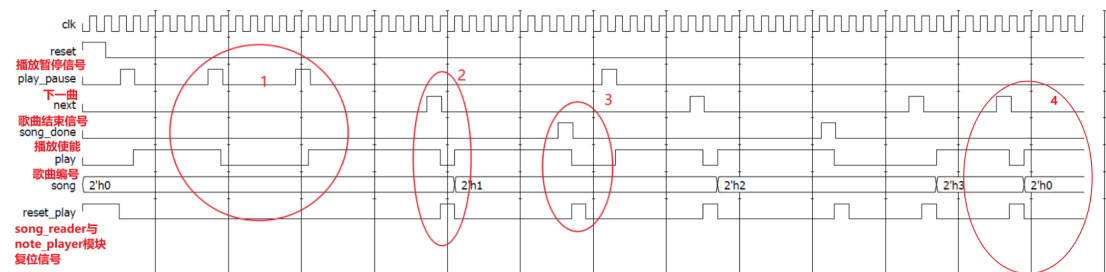 clk
reset
播放暂停信号
play_pause
1
2
下一曲
next
3
4
歌曲结束信号
song_done
播放使能
play
歌曲编号
song 2'h0 2'h1 2'h2 2'h3 2'h0
reset_play
song_reader与
note_player模块
复位信号